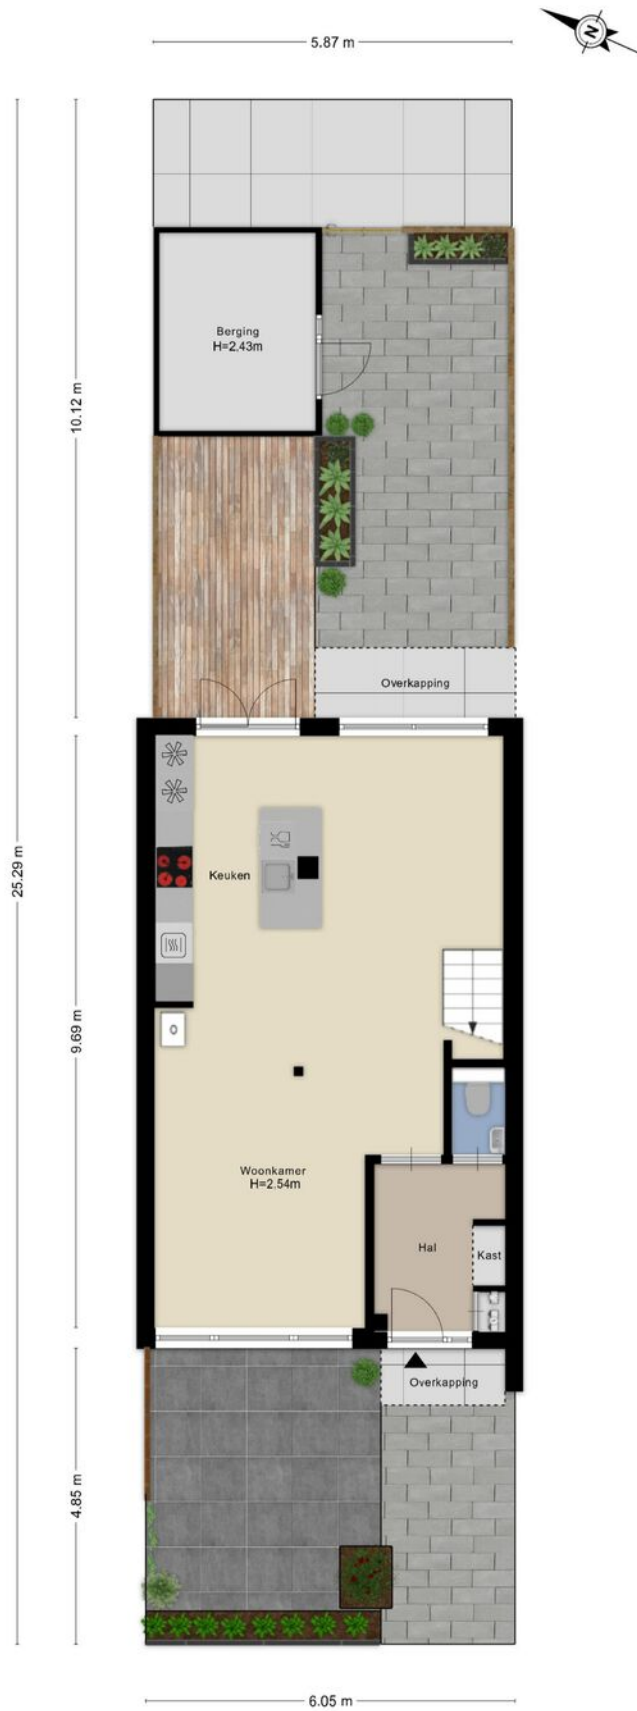 5.87 m
N
Berging
H=2.43m
10.12 m
Overkapping
25.29 m
Keuken
9.69 m
Woonkamer
H=2.54m
Hal
Kast
Overkapping
4.85 m
6.05 m